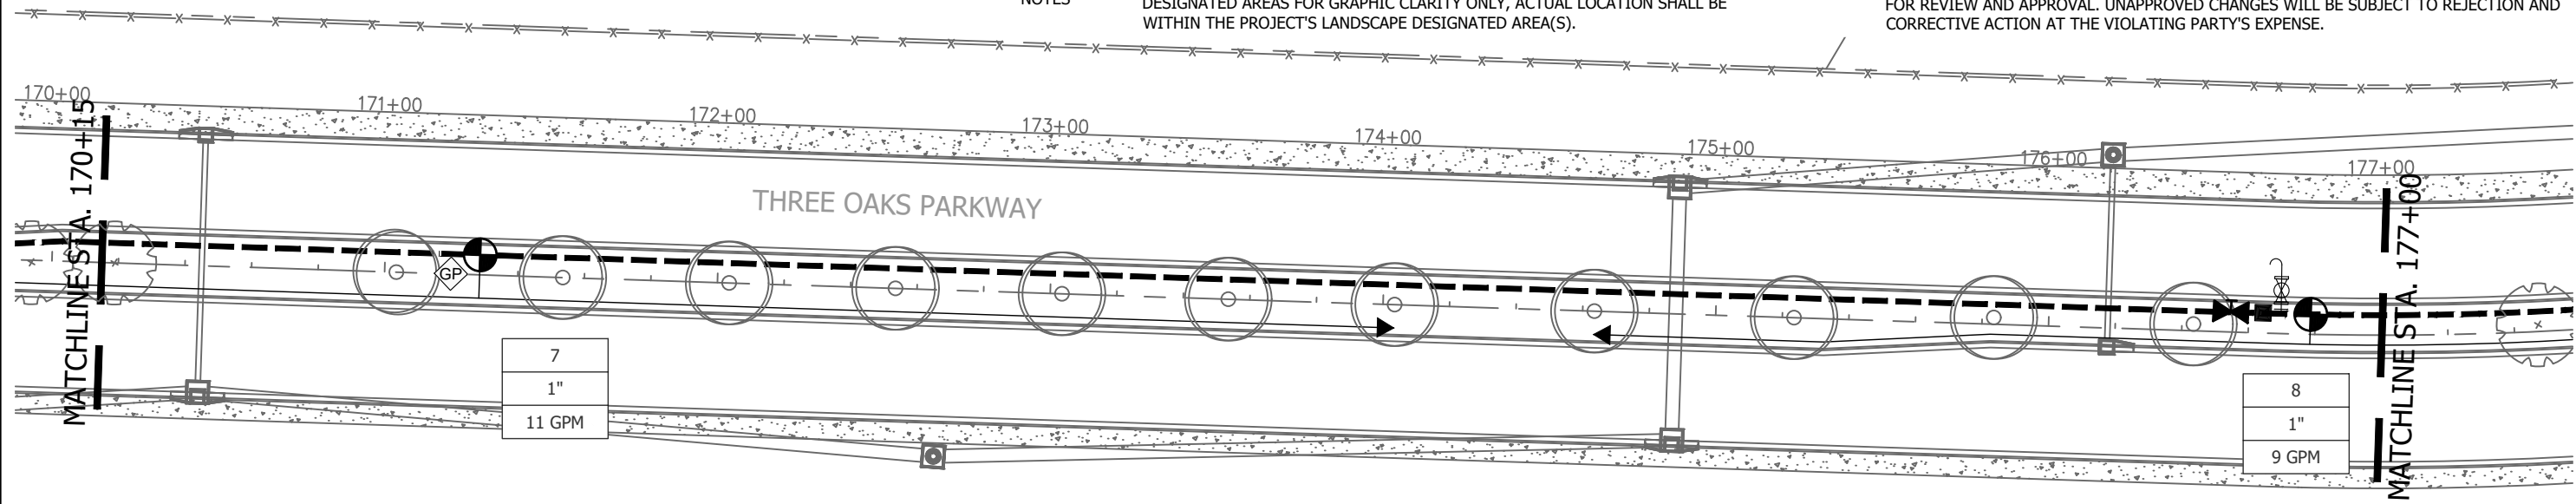 NOTES
DESIGNATED AREAS FOR GRAPHIC CLARITY ONLY, ACTUAL LOCATION SHALL BE
WITHIN THE PROJECT'S LANDSCAPE DESIGNATED AREA(S).
FOR REVIEW AND APPROVAL. UNAPPROVED CHANGES WILL BE SUBJECT TO REJECTION AND
CORRECTIVE ACTION AT THE VIOLATING PARTY'S EXPENSE.
170+00
171+00
172+00
173+00
174+00
175+00
176+00
177+00
MATCHLINE STA. 170+15
THREE OAKS PARKWAY
GP
MATCHLINE STA. 177+00
7
1"
11 GPM
8
1"
9 GPM